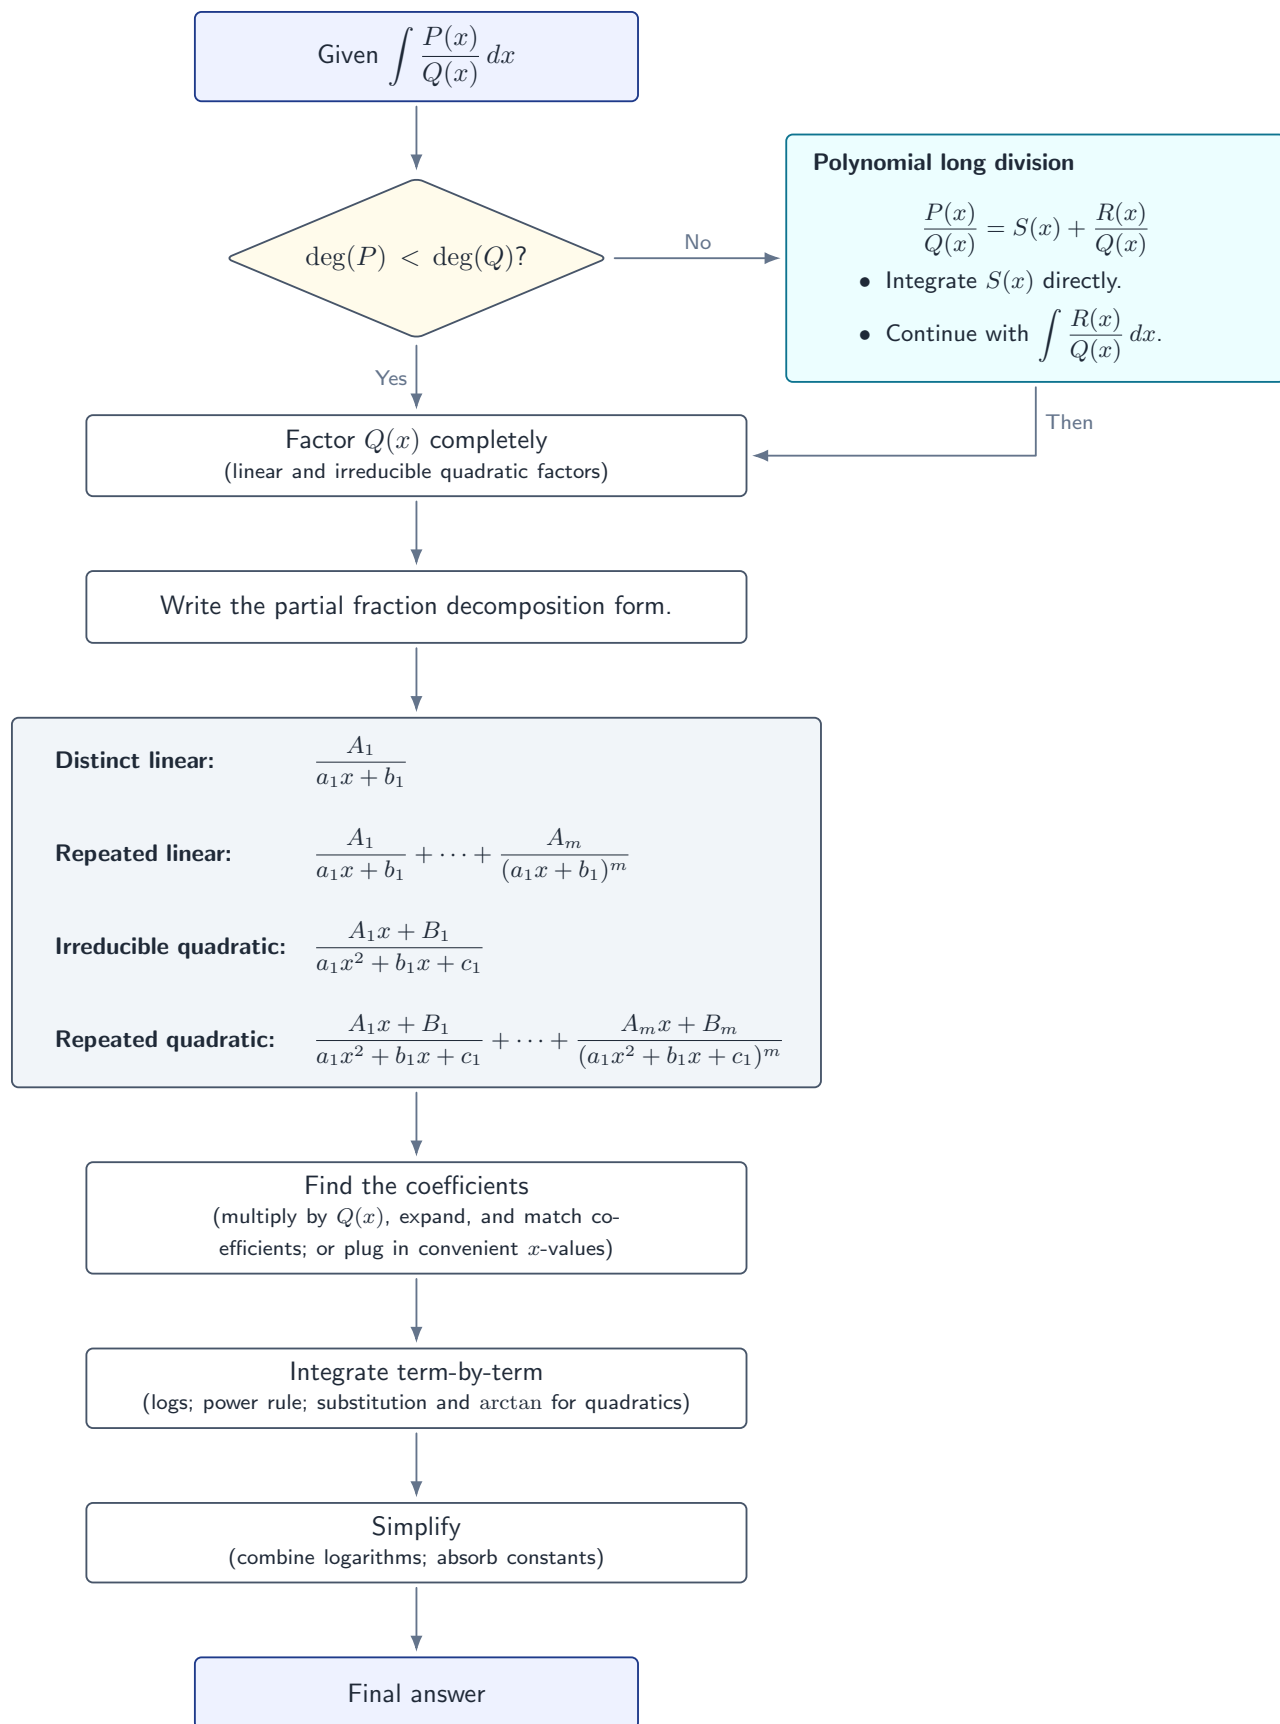 Given ∫ P(x)/Q(x) dx
deg(P) < deg(Q)?
No
Polynomial long division
P(x)/Q(x) = S(x) + R(x)/Q(x)
• Integrate S(x) directly.
• Continue with ∫ R(x)/Q(x) dx.
Yes
Then
Factor Q(x) completely
(linear and irreducible quadratic factors)
Write the partial fraction decomposition form.
Distinct linear: A₁/(a₁x + b₁)
Repeated linear: A₁/(a₁x + b₁) + ··· + Aₘ/(a₁x + b₁)ᵐ
Irreducible quadratic: (A₁x + B₁)/(a₁x² + b₁x + c₁)
Repeated quadratic: (A₁x + B₁)/(a₁x² + b₁x + c₁) + ··· + (Aₘx + Bₘ)/(a₁x² + b₁x + c₁)ᵐ
Find the coefficients
(multiply by Q(x), expand, and match co-
efficients; or plug in convenient x-values)
Integrate term-by-term
(logs; power rule; substitution and arctan for quadratics)
Simplify
(combine logarithms; absorb constants)
Final answer